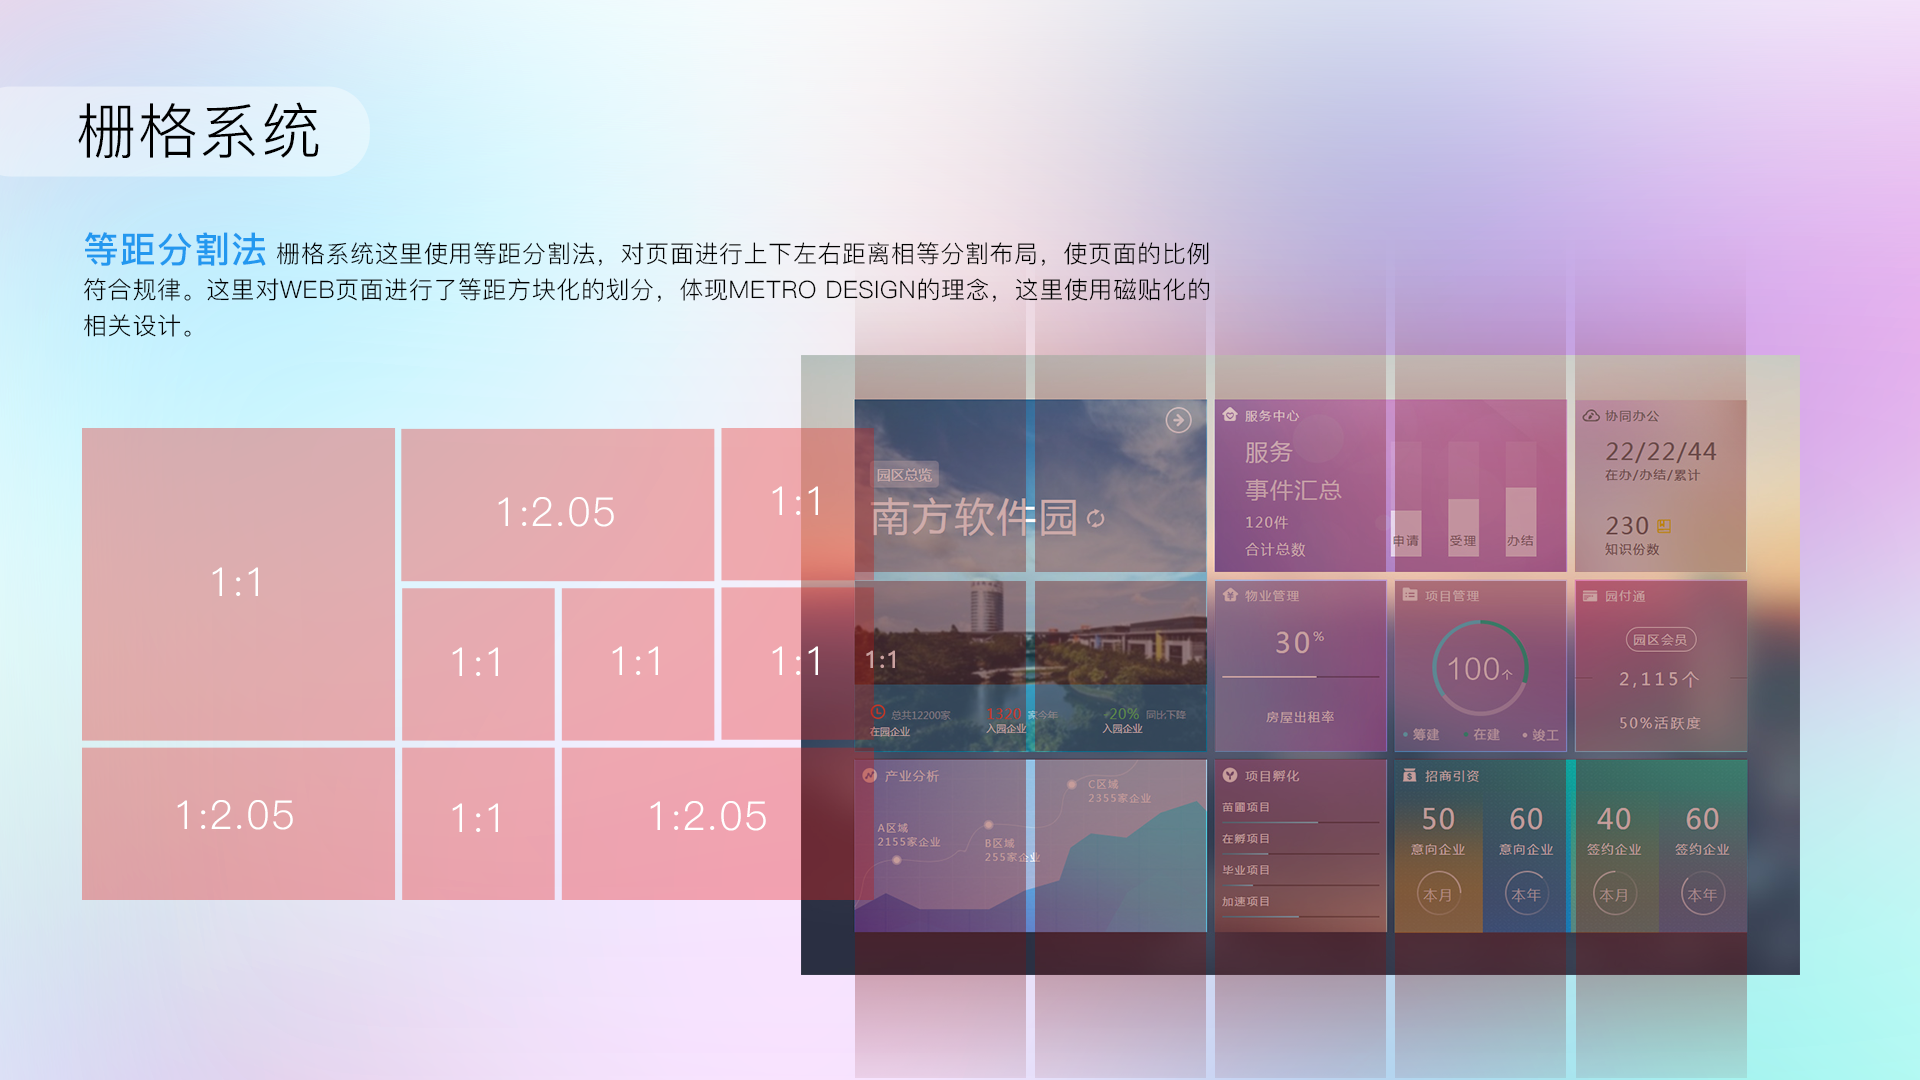 栅格系统
等距分割法 栅格系统这里使用等距分割法，对页面进行上下左右距离相等分割布局，使页面的比例
符合规律。这里对WEB页面进行了等距方块化的划分，体现METRO DESIGN的理念，这里使用磁贴化的
相关设计。
1:1
1:2.05
1:1
1:1
1:1
1:1
1:1
1:2.05
1:1
1:2.05
园区总览
南方软件园
总共12200家
在园企业
1320 家今年
入园企业
20% 同比下降
入园企业
服务中心
服务
事件汇总
120件
合计总数
申请
受理
办结
协同办公
22/22/44
在办/办结/累计
230
知识份数
物业管理
30%
房屋出租率
项目管理
100个
筹建
在建
竣工
园付通
园区会员
2,115个
50%活跃度
产业分析
A区域
2155家企业
B区域
255家企业
C区域
2355家企业
项目孵化
苗圃项目
在孵项目
毕业项目
加速项目
招商引资
50
意向企业
本月
60
意向企业
本年
40
签约企业
本月
60
签约企业
本年